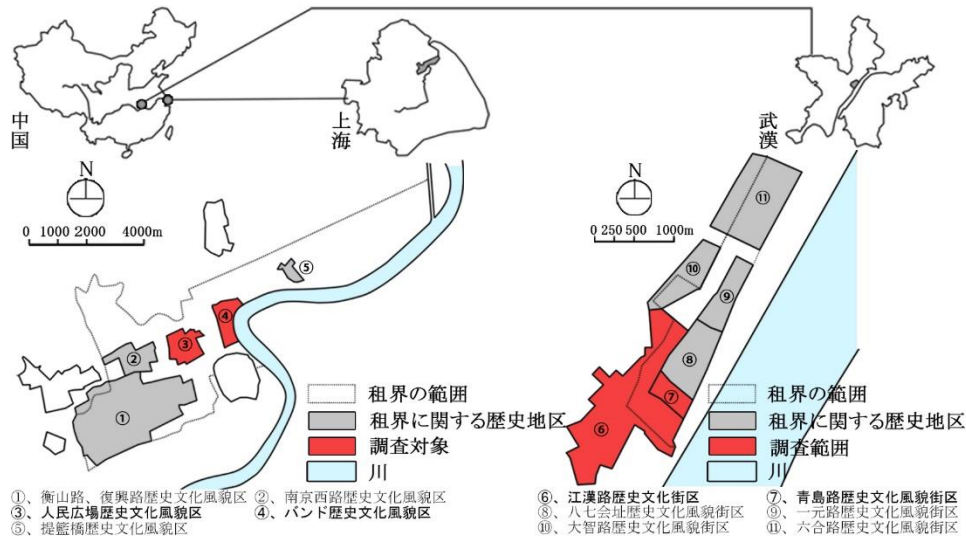 中国
上海
武漢
N
0 1000 2000 4000m
N
0 250 500 1000m
⑪
⑩
⑤
⑨
④
③
②
⑧
⑦
①
⑥
租界の範囲
租界に関する歴史地区
調査対象
川
租界の範囲
租界に関する歴史地区
調査範囲
川
①、衡山路、復興路歴史文化風貌区 ②、南京西路歴史文化風貌区
③、人民広場歴史文化風貌区 ④、バンド歴史文化風貌区
⑤、提籃橋歴史文化風貌区
⑥、江漢路歴史文化街区 ⑦、青島路歴史文化風貌街区
⑧、八七会址歴史文化風貌街区 ⑨、一元路歴史文化風貌街区
⑩、大智路歴史文化風貌街区 ⑪、六合路歴史文化風貌街区